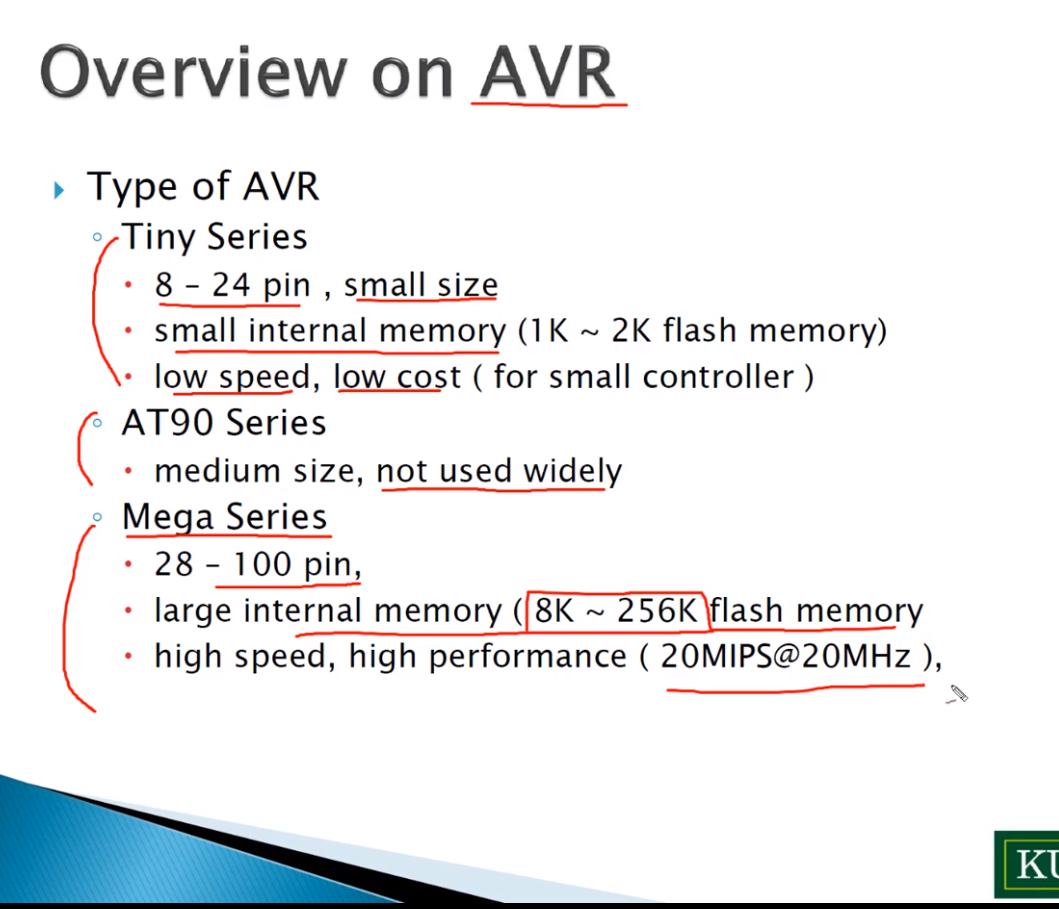 Overview on AVR
Type of AVR
Tiny Series
8 – 24 pin , small size
small internal memory (1K ~ 2K flash memory)
low speed, low cost ( for small controller )
AT90 Series
medium size, not used widely
Mega Series
28 – 100 pin,
large internal memory ( 8K ~ 256K flash memory
high speed, high performance ( 20MIPS@20MHz ),